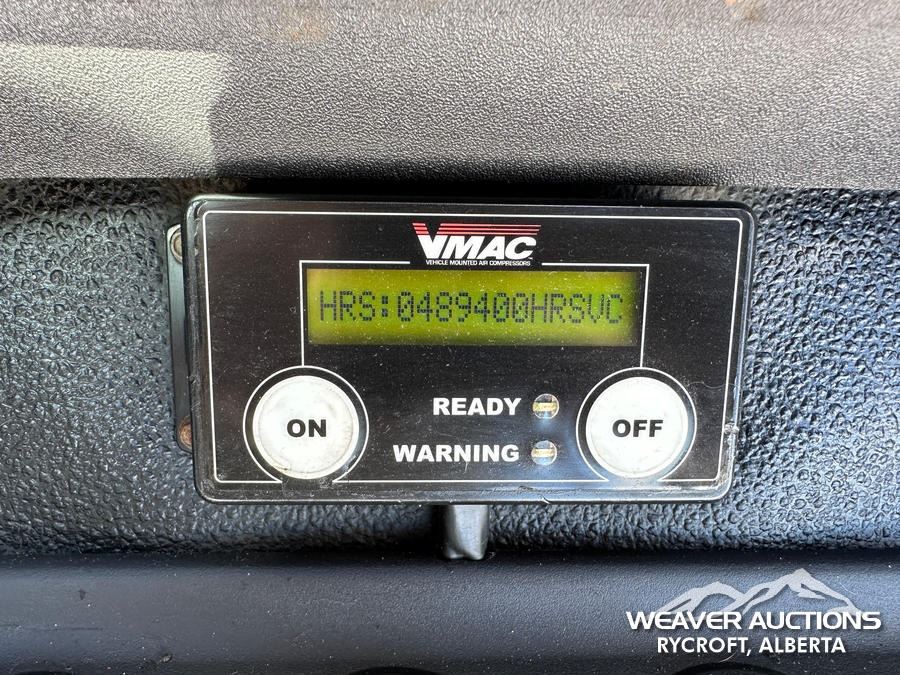 VMAC
VEHICLE MOUNTED AIR COMPRESSORS
HRS:0489400HRSVC
READY
ON
OFF
WARNING
WEAVER AUCTIONS
RYCROFT, ALBERTA